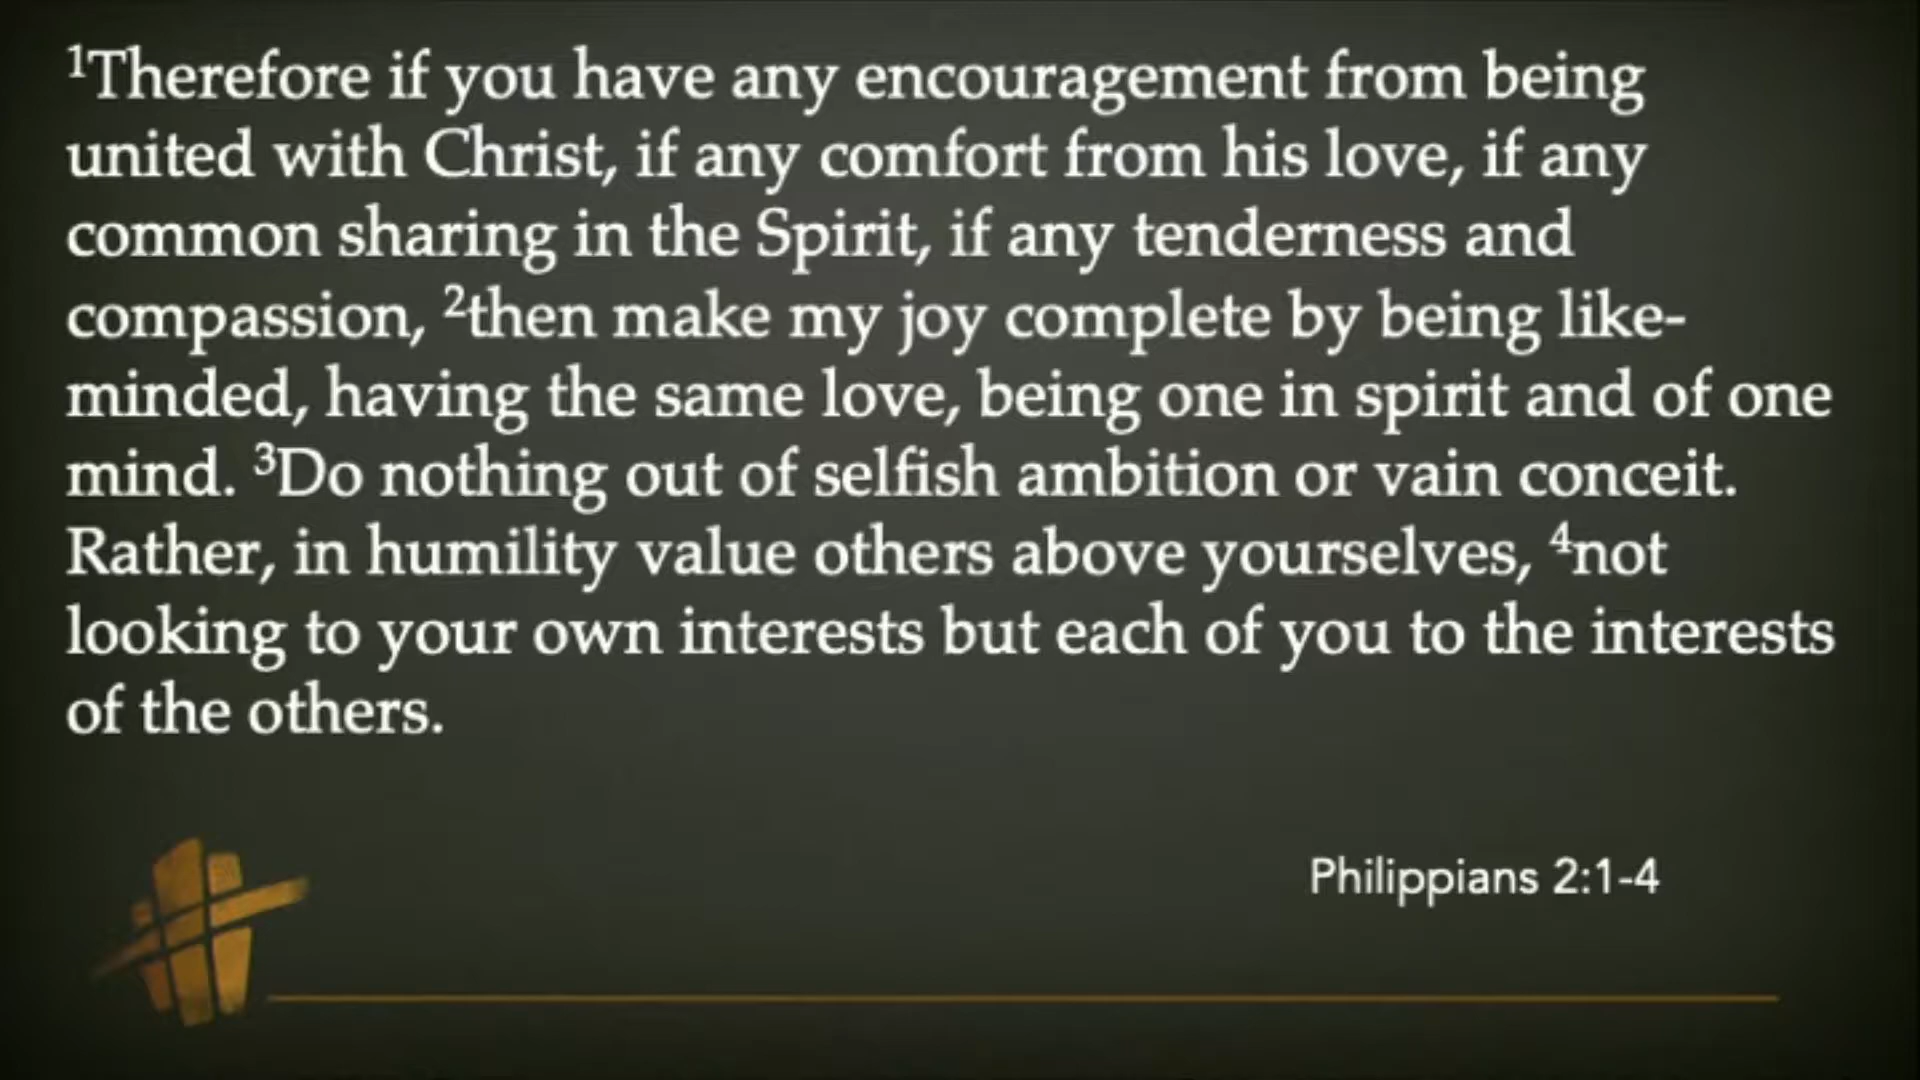 ¹Therefore if you have any encouragement from being
united with Christ, if any comfort from his love, if any
common sharing in the Spirit, if any tenderness and
compassion, ²then make my joy complete by being like-
minded, having the same love, being one in spirit and of one
mind. ³Do nothing out of selfish ambition or vain conceit.
Rather, in humility value others above yourselves, ⁴not
looking to your own interests but each of you to the interests
of the others.
Philippians 2:1-4